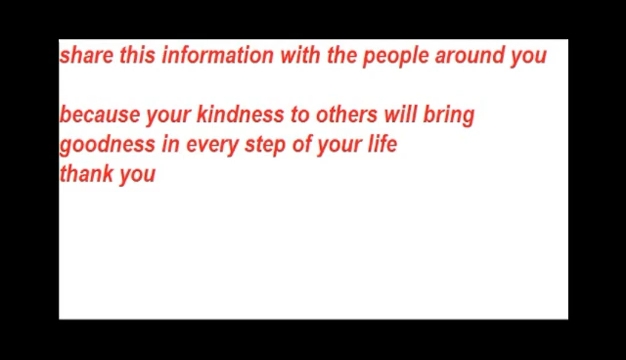 share this information with the people around you
because your kindness to others will bring
goodness in every step of your life
thank you